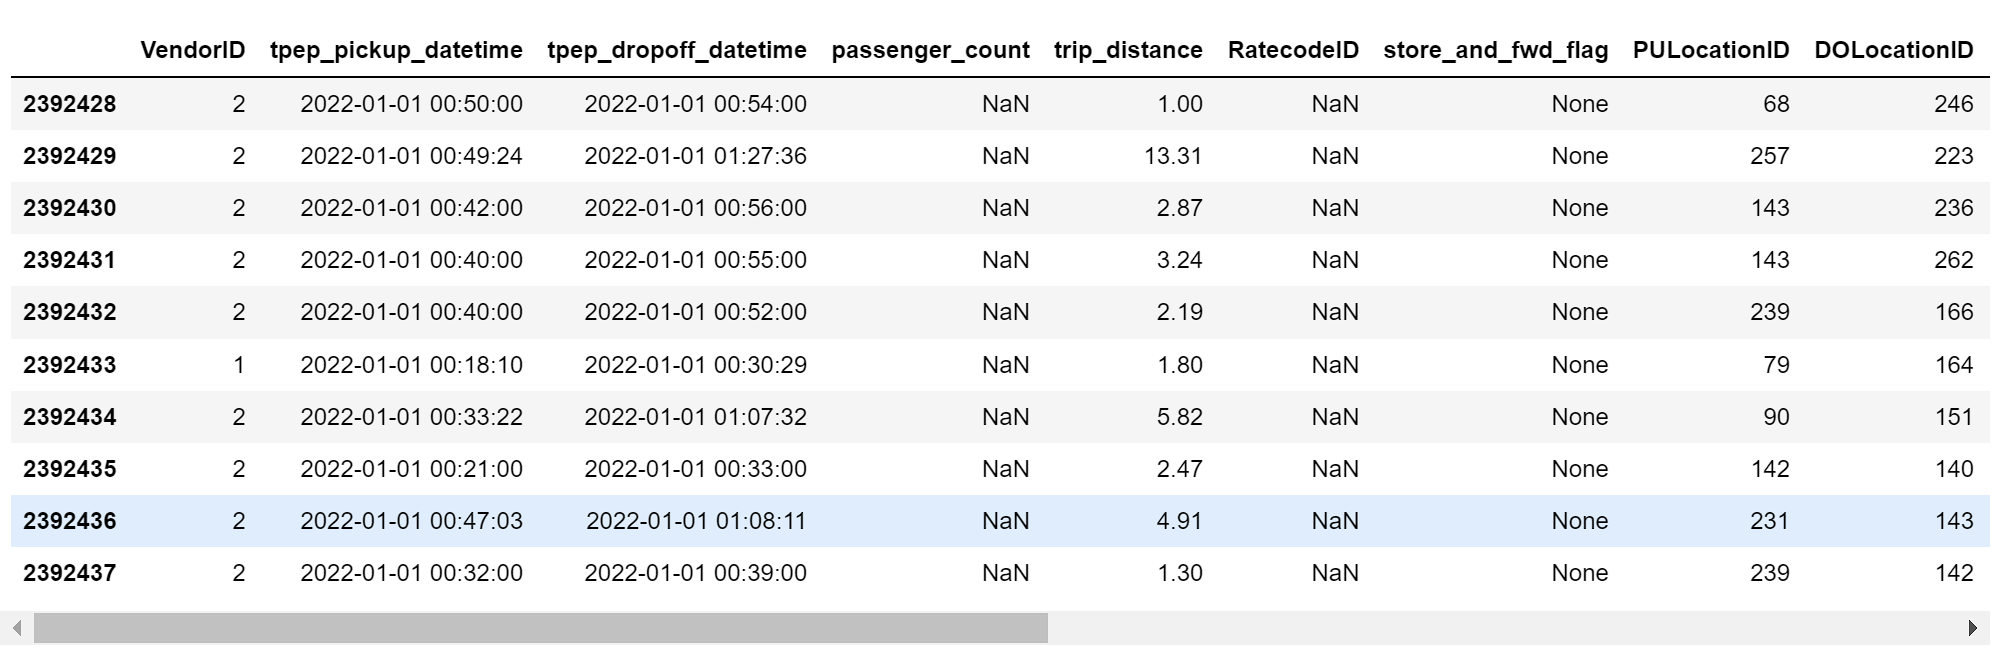 VendorID tpep_pickup_datetime tpep_dropoff_datetime passenger_count trip_distance RatecodeID store_and_fwd_flag PULocationID DOLocationID
2392428 2 2022-01-01 00:50:00 2022-01-01 00:54:00 NaN 1.00 NaN None 68 246
2392429 2 2022-01-01 00:49:24 2022-01-01 01:27:36 NaN 13.31 NaN None 257 223
2392430 2 2022-01-01 00:42:00 2022-01-01 00:56:00 NaN 2.87 NaN None 143 236
2392431 2 2022-01-01 00:40:00 2022-01-01 00:55:00 NaN 3.24 NaN None 143 262
2392432 2 2022-01-01 00:40:00 2022-01-01 00:52:00 NaN 2.19 NaN None 239 166
2392433 1 2022-01-01 00:18:10 2022-01-01 00:30:29 NaN 1.80 NaN None 79 164
2392434 2 2022-01-01 00:33:22 2022-01-01 01:07:32 NaN 5.82 NaN None 90 151
2392435 2 2022-01-01 00:21:00 2022-01-01 00:33:00 NaN 2.47 NaN None 142 140
2392436 2 2022-01-01 00:47:03 2022-01-01 01:08:11 NaN 4.91 NaN None 231 143
2392437 2 2022-01-01 00:32:00 2022-01-01 00:39:00 NaN 1.30 NaN None 239 142